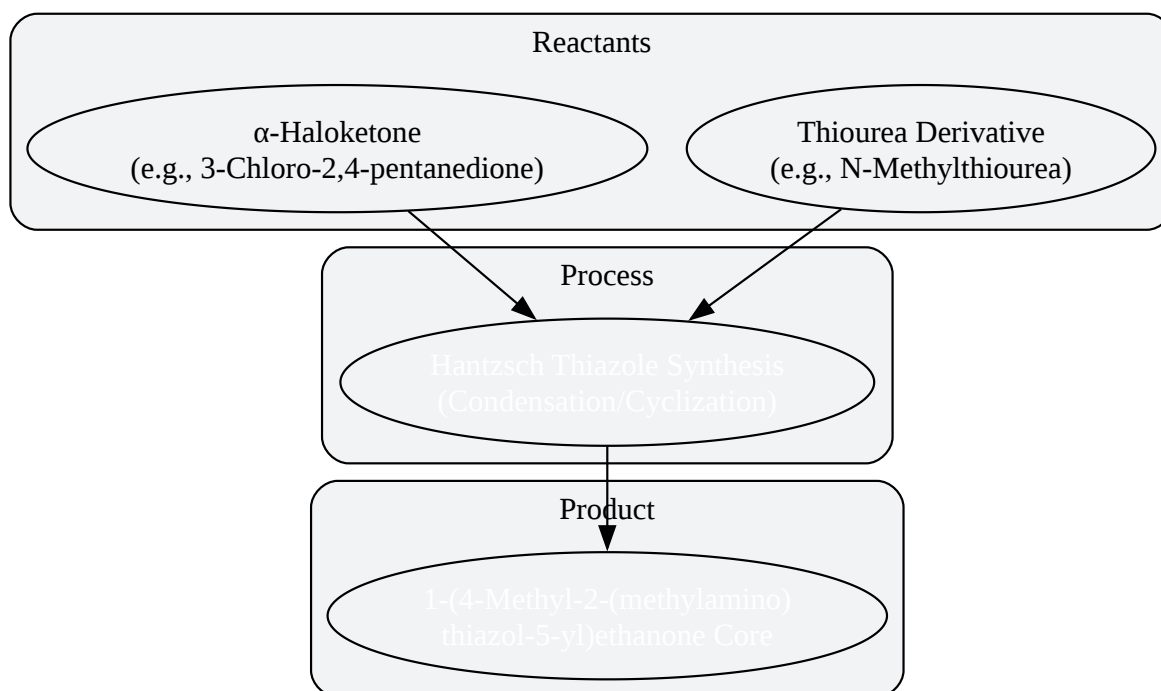 Reactants
α-Haloketone
(e.g., 3-Chloro-2,4-pentanedione)
Thiourea Derivative
(e.g., N-Methylthiourea)
Process
Hantzsch Thiazole Synthesis
(Condensation/Cyclization)
Product
1-(4-Methyl-2-(methylamino)
thiazol-5-yl)ethanone Core